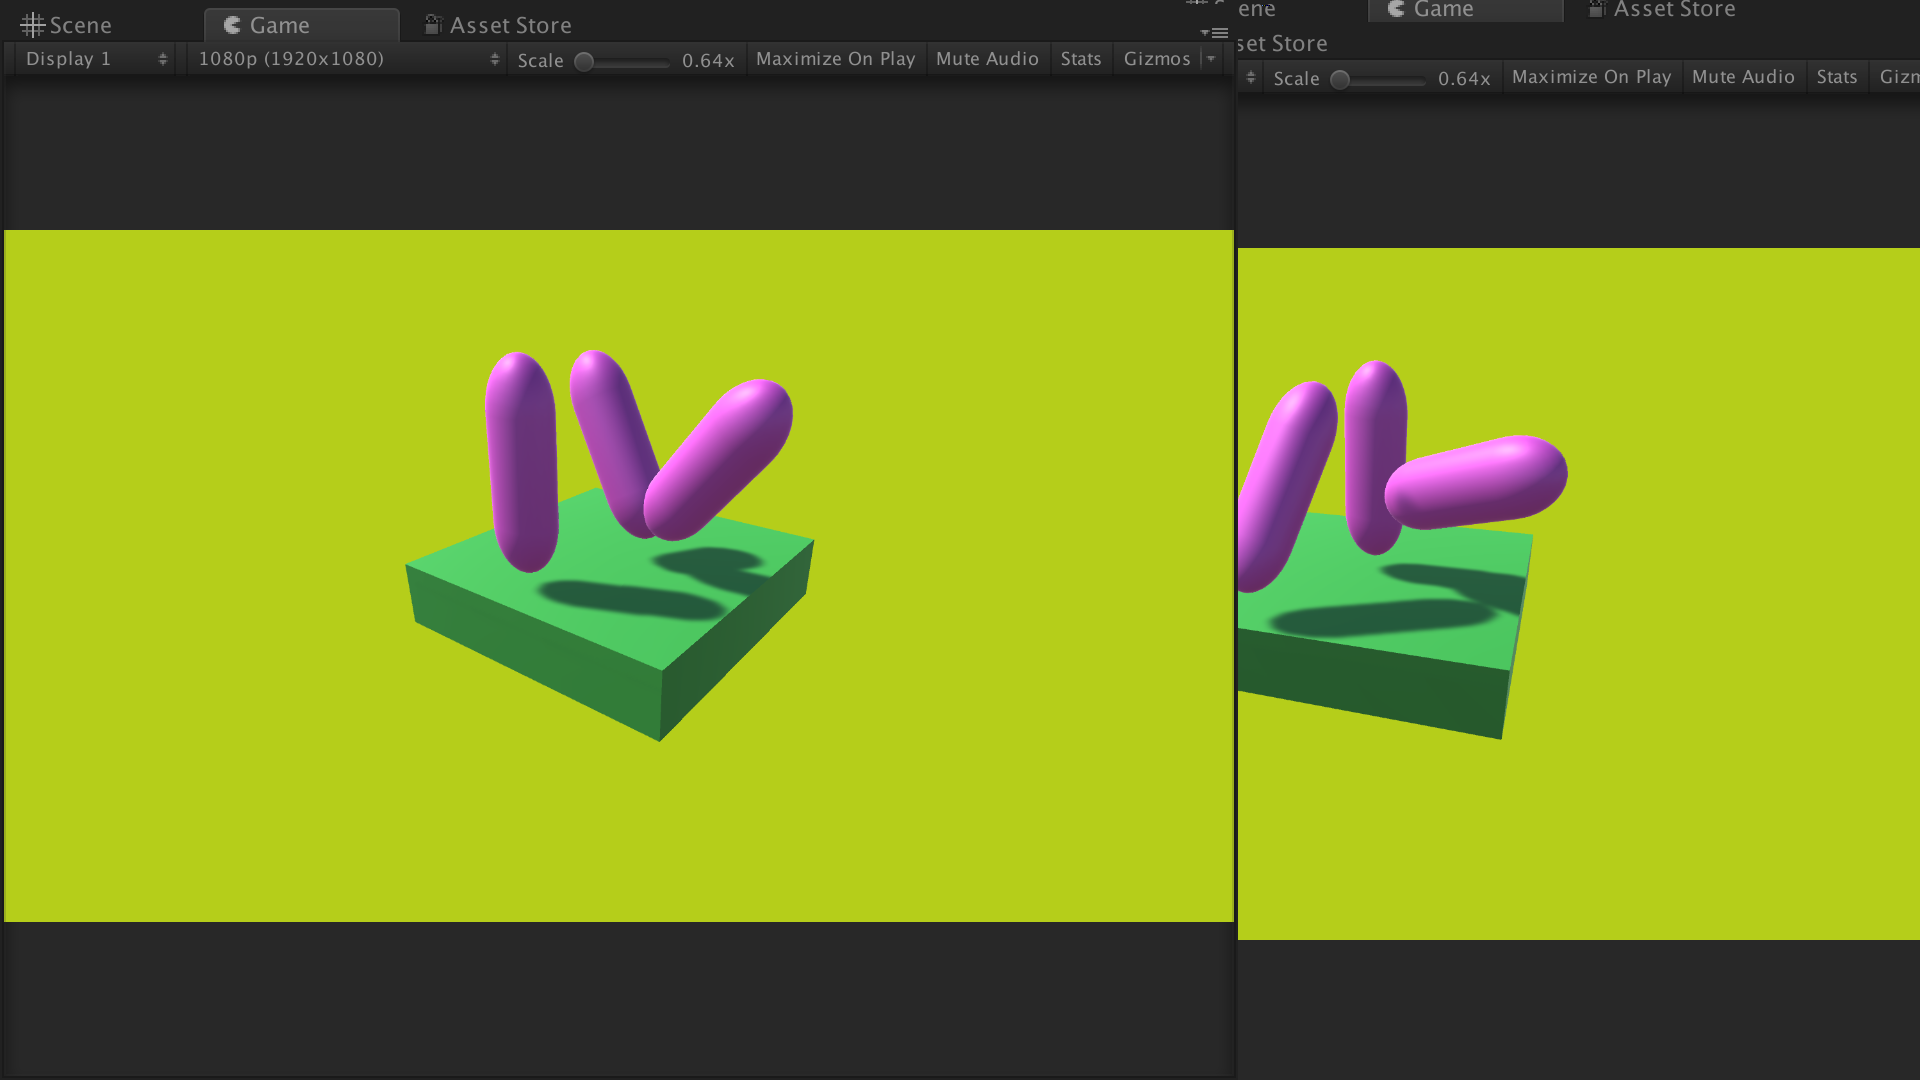 Scene Game Asset Store
Display 1 1080p (1920x1080) Scale 0.64x Maximize On Play Mute Audio Stats Gizmos
ene Game Asset Store
set Store
Scale 0.64x Maximize On Play Mute Audio Stats Gizm